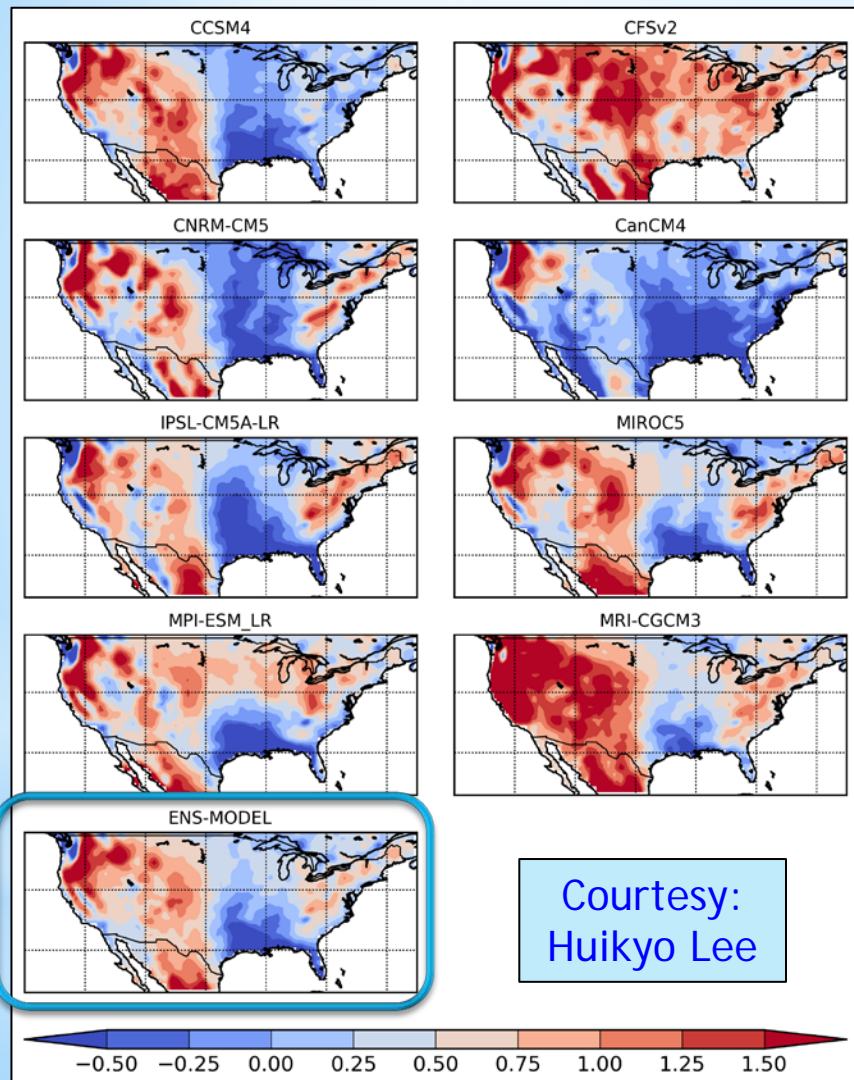 CCSM4
CFSv2
CNRM-CM5
CanCM4
IPSL-CM5A-LR
MIROC5
MPI-ESM_LR
MRI-CGCM3
ENS-MODEL
Courtesy:
Huikyo Lee
−0.50 −0.25 0.00 0.25 0.50 0.75 1.00 1.25 1.50